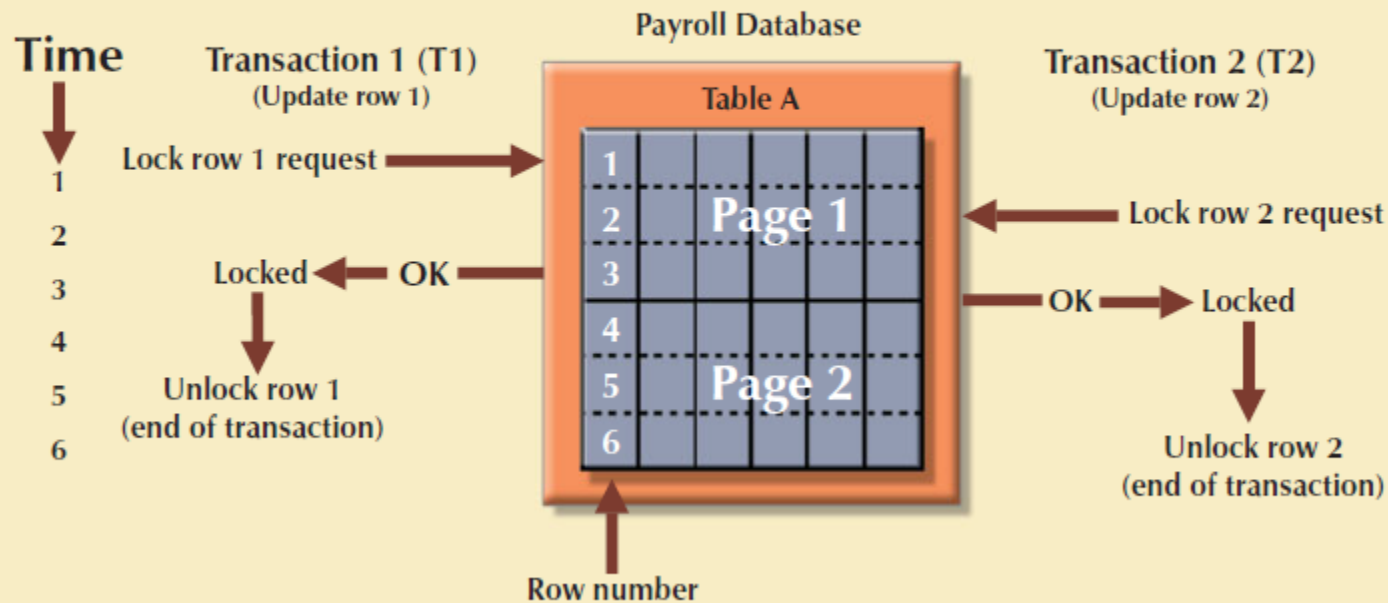 Payroll Database
Time
Transaction 1 (T1)
(Update row 1)
Table A
Transaction 2 (T2)
(Update row 2)
Lock row 1 request
1
2
3
4
5
6
Lock row 2 request
Locked
OK
Unlock row 1
(end of transaction)
1
2
3
4
5
6
Page 1
Page 2
OK
Locked
Unlock row 2
(end of transaction)
Row number